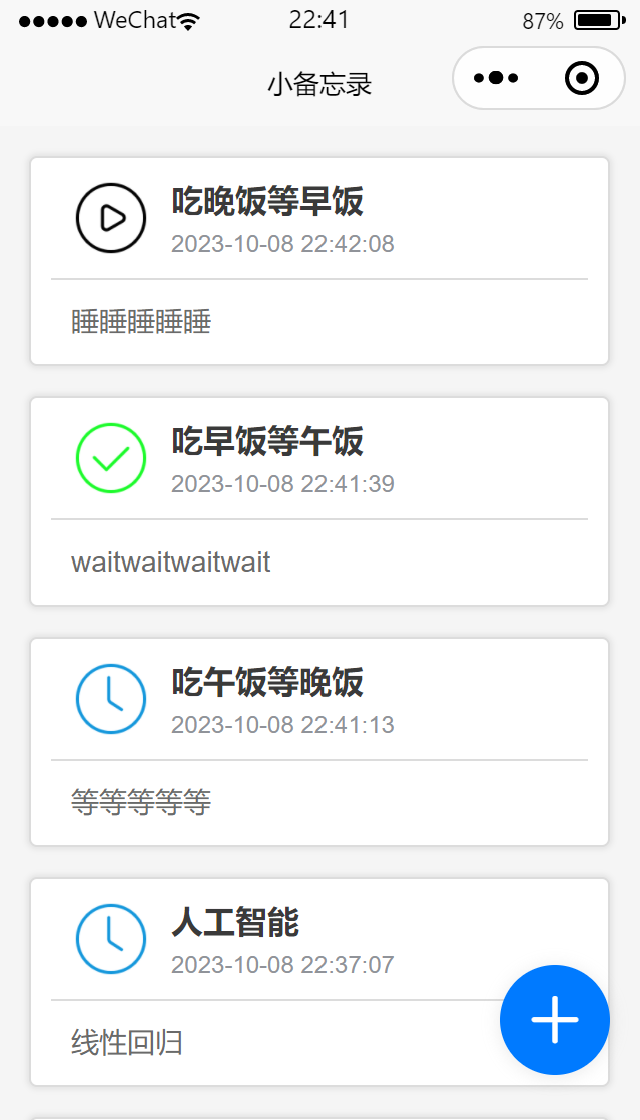 WeChat 22:41 87%
小备忘录
吃晚饭等早饭
2023-10-08 22:42:08
睡睡睡睡睡
吃早饭等午饭
2023-10-08 22:41:39
waitwaitwaitwait
吃午饭等晚饭
2023-10-08 22:41:13
等等等等等
人工智能
2023-10-08 22:37:07
线性回归